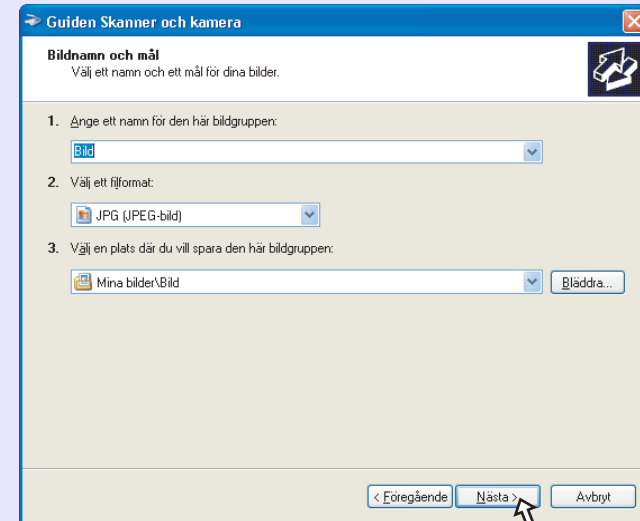 Guiden Skanner och kamera
Bildnamn och mål
Välj ett namn och ett mål för dina bilder.
1. Ange ett namn för den här bildgruppen:
Bild
2. Välj ett filformat:
JPG (JPEG-bild)
3. Välj en plats där du vill spara den här bildgruppen:
Mina bilder\Bild
Bläddra...
< Föregående Nästa > Avbryt